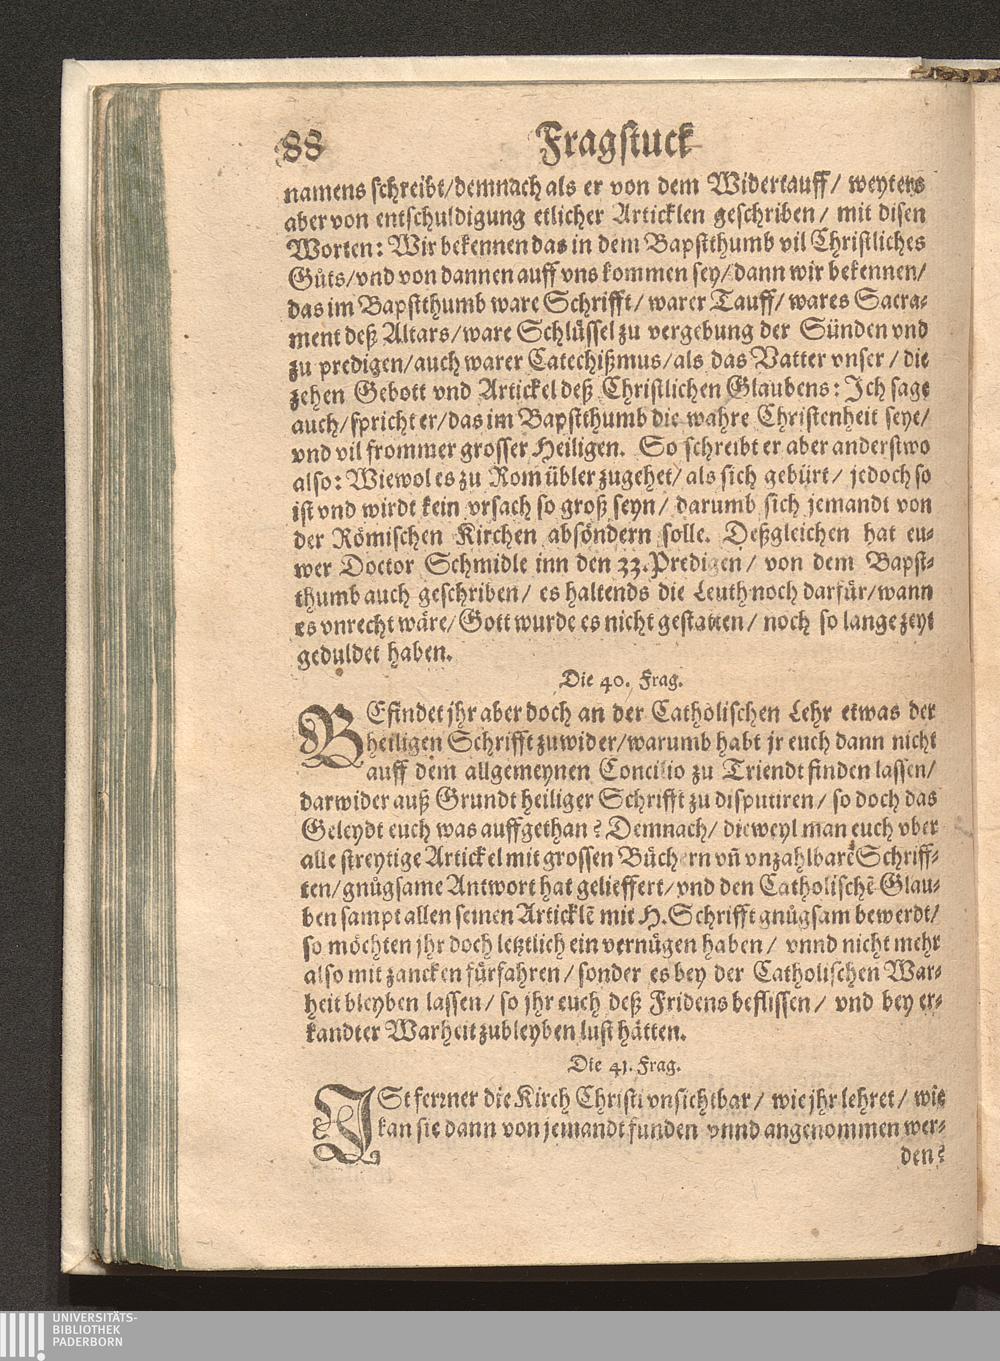 88 Fragstuck
namens schreibt/demnach als er von dem Widertauff/ weyters
aber von entschuldigung etlicher Articklen geschriben/ mit disen
Worten: Wir bekennen das in dem Bapstthumb vil Christliches
Gůts/vnd von dannen auff vns kommen sey/dann wir bekennen/
das im Bapstthumb ware Schrifft/ warer Tauff/ wares Sacra-
ment deß Altars/ware Schlüssel zu vergebung der Sünden vnd
zu predigen/auch warer Catechißmus/als das Vatter vnser/ die
zehen Gebott vnd Artickel deß Christlichen Glaubens: Ich sage
auch/spricht er/das im Bapstthumb die wahre Christenheit seye/
vnd vil frommer grosser Heiligen. So schreibt er aber anderstwo
also: Wiewol es zu Rom übler zugehet/ als sich gebürt/ jedoch so
ist vnd wirdt kein vrsach so groß seyn/ darumb sich jemandt von
der Römischen Kirchen absöndern solle. Deßgleichen hat eu-
wer Doctor Schmidle inn den 33. Predigen/ von dem Bapst-
thumb auch geschriben/ es haltends die Leuth noch darfür/wann
es vnrecht wäre/ Gott wurde es nicht gestatten/ noch so lange zeyt
geduldet haben.
Die 40. Frag.
BEfindet jhr aber doch an der Catholischen Lehr etwas der
heiligen Schrifft zuwider/warumb habt jr euch dann nicht
auff dem allgemeynen Concilio zu Triendt finden lassen/
darwider auß Grundt heiliger Schrifft zu disputiren/ so doch das
Geleydt euch was auffgethan? Demnach/ dieweyl man euch vber
alle streytige Artickel mit grossen Büchern vñ vnzahlbarẽ Schriff-
ten/gnůgsame Antwort hat gelieffert/vnd den Catholischẽ Glau-
ben sampt allen seinen Articklẽ mit H. Schrifft gnůgsam bewerdt/
so möchten jhr doch letztlich ein vernügen haben/ vnnd nicht mehr
also mit zancken fürfahren/ sonder es bey der Catholischen War-
heit bleyben lassen/ so jhr euch deß Fridens beflissen/ vnd bey er-
kandter Warheit zubleyben lust hätten.
Die 41. Frag.
ISt ferrner die Kirch Christi vnsichtbar/ wie jhr lehret/ wie
kan sie dann von jemandt funden vnnd angenommen wer-
den?
UNIVERSITÄTS-
BIBLIOTHEK
PADERBORN